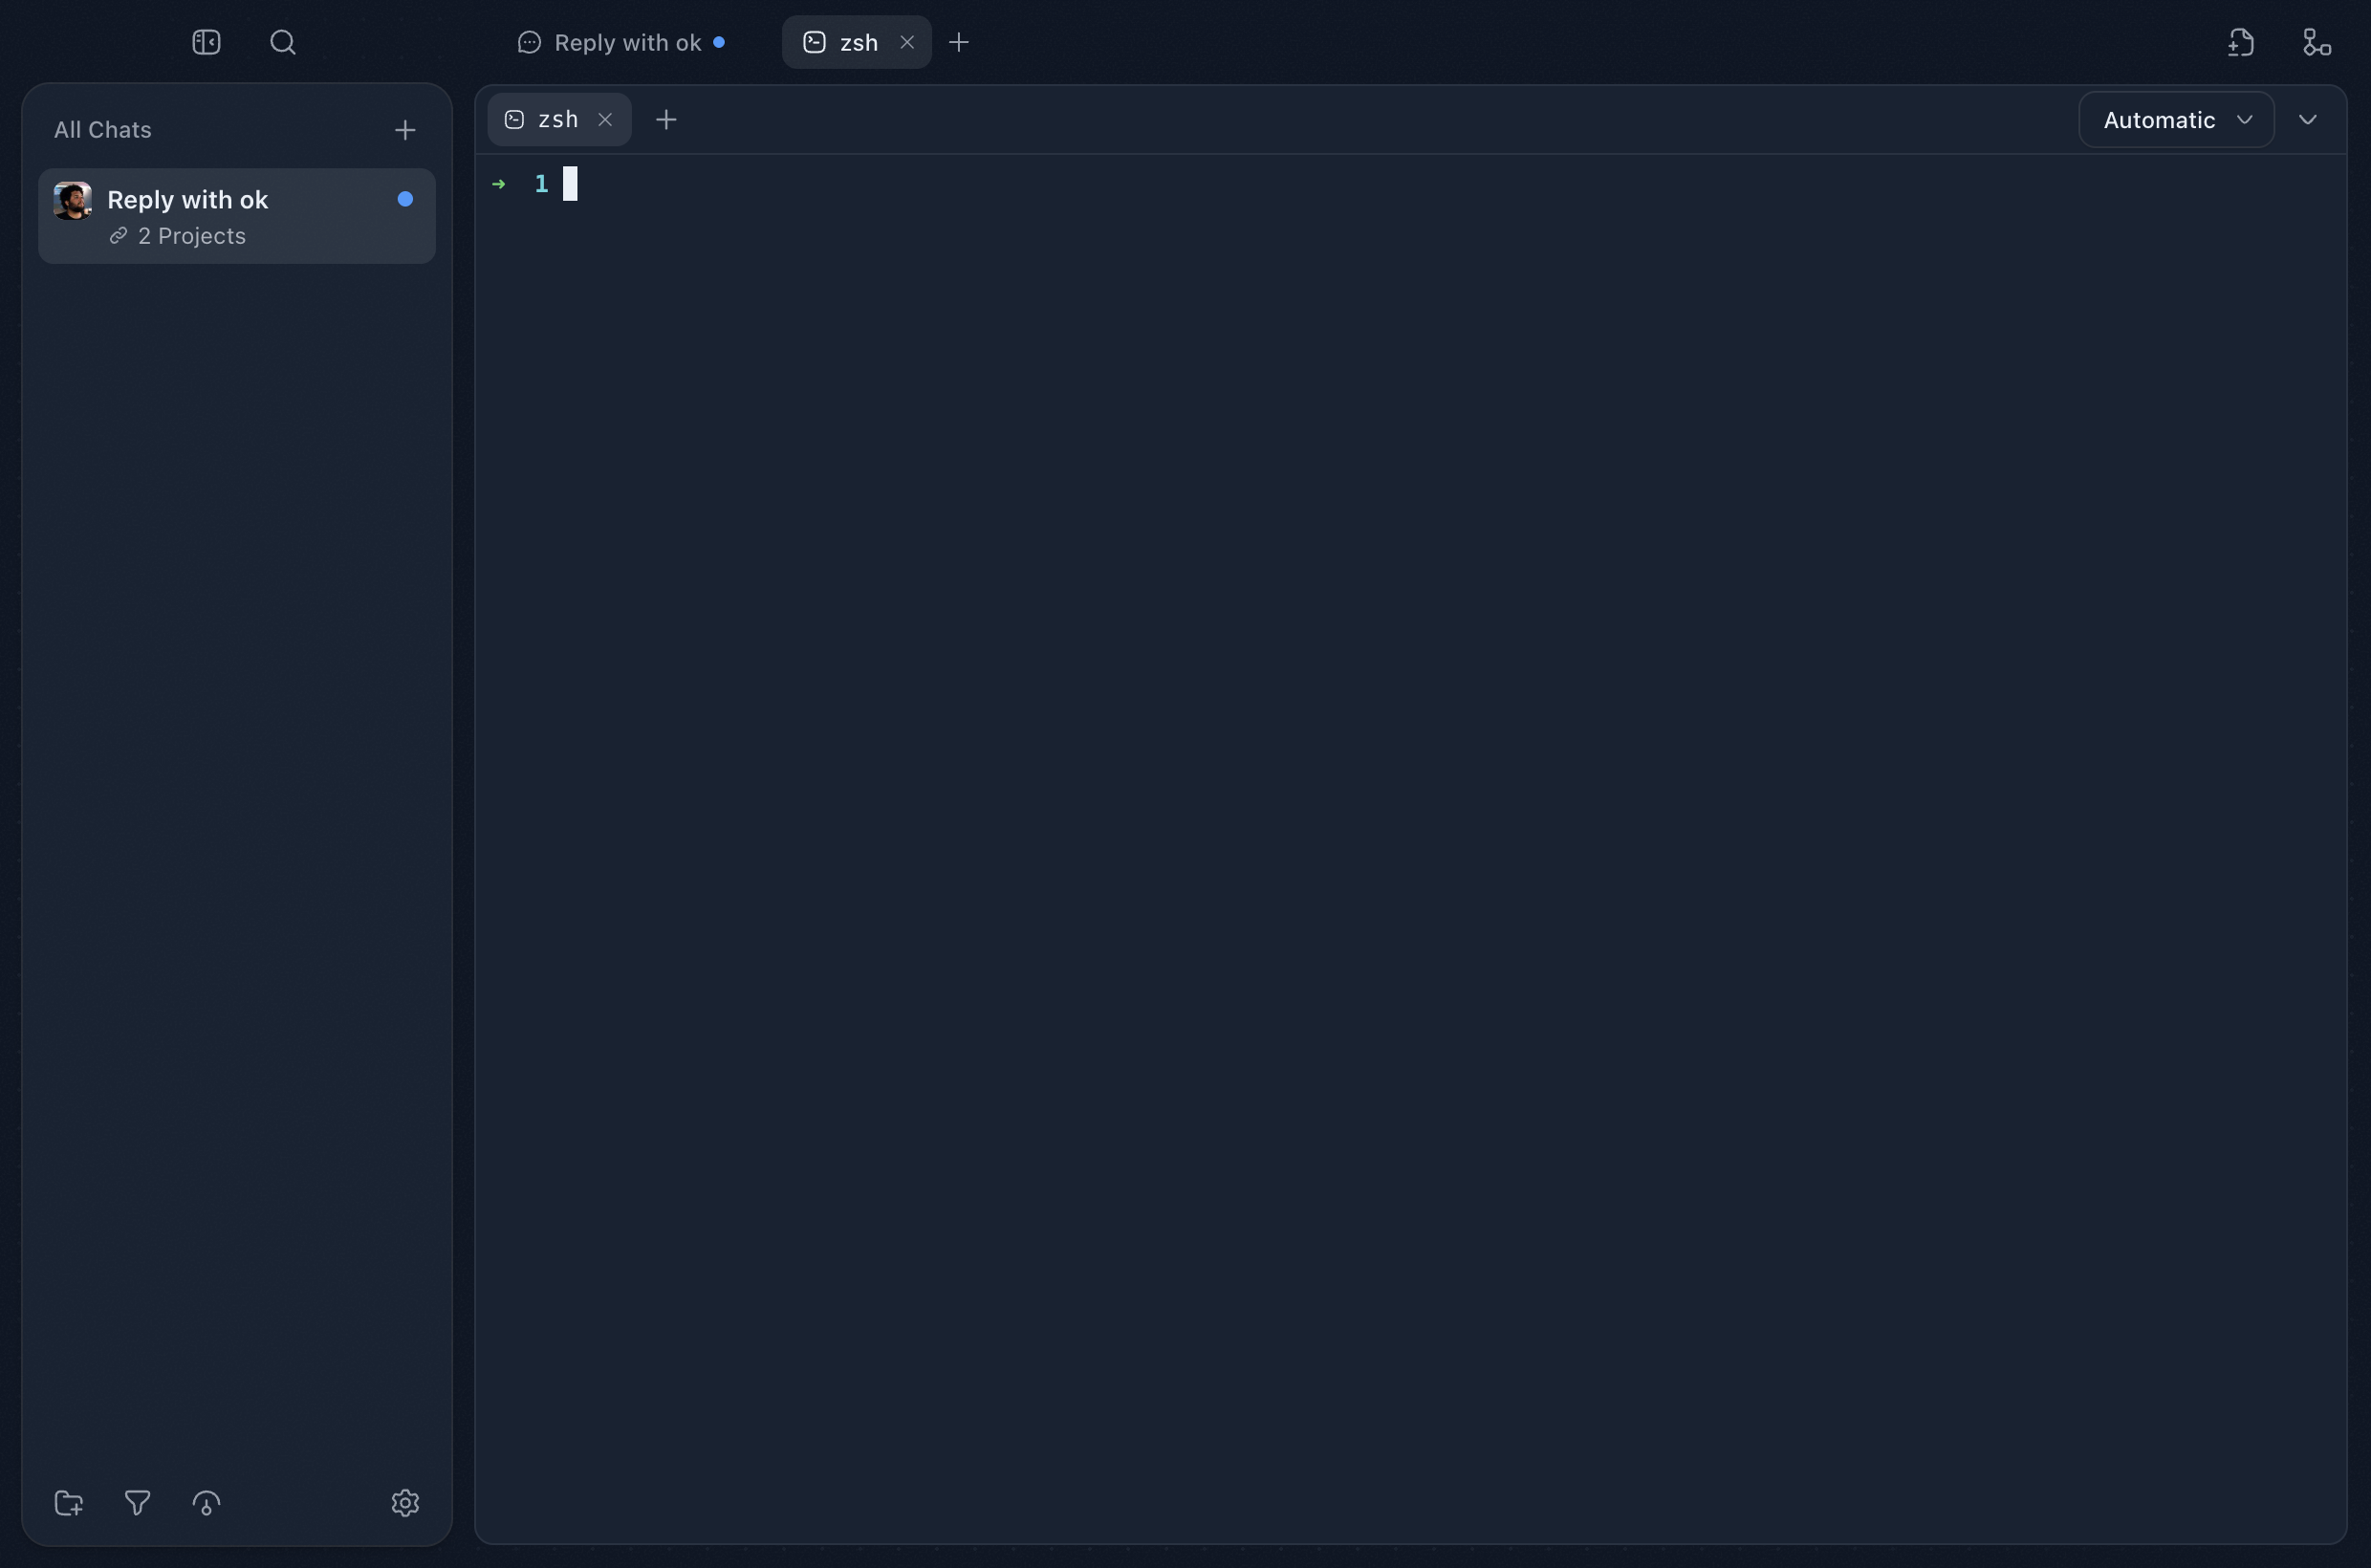 Reply with ok
zsh
All Chats
Reply with ok
2 Projects
zsh
Automatic
➜ 1